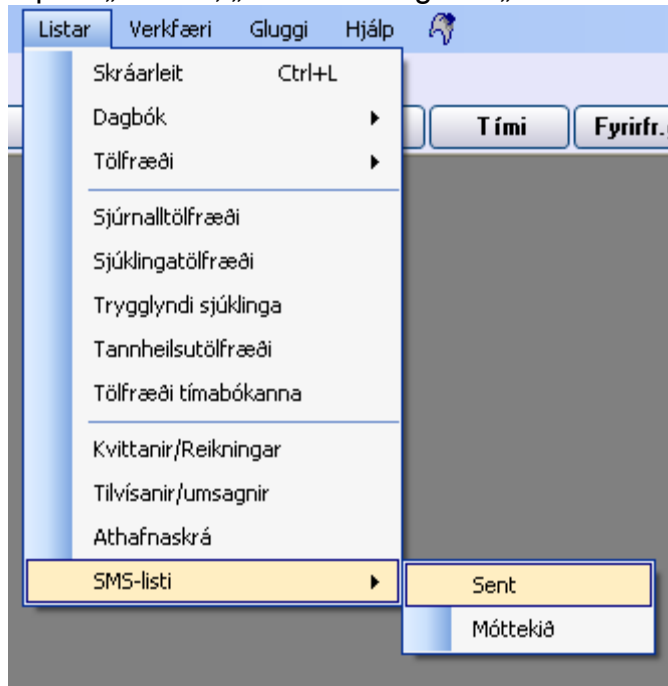 Listar Verkfæri Gluggi Hjálp
Skráarleit Ctrl+L
Dagbók
Tími Fyrirfr.
Tölfræði
Sjúrnalltölfræði
Sjúklingatölfræði
Trygglyndi sjúklinga
Tannheilsutölfræði
Tölfræði tímabókanna
Kvittanir/Reikningar
Tilvísanir/umsagnir
Athafnaskrá
SMS-listi
Sent
Móttekið